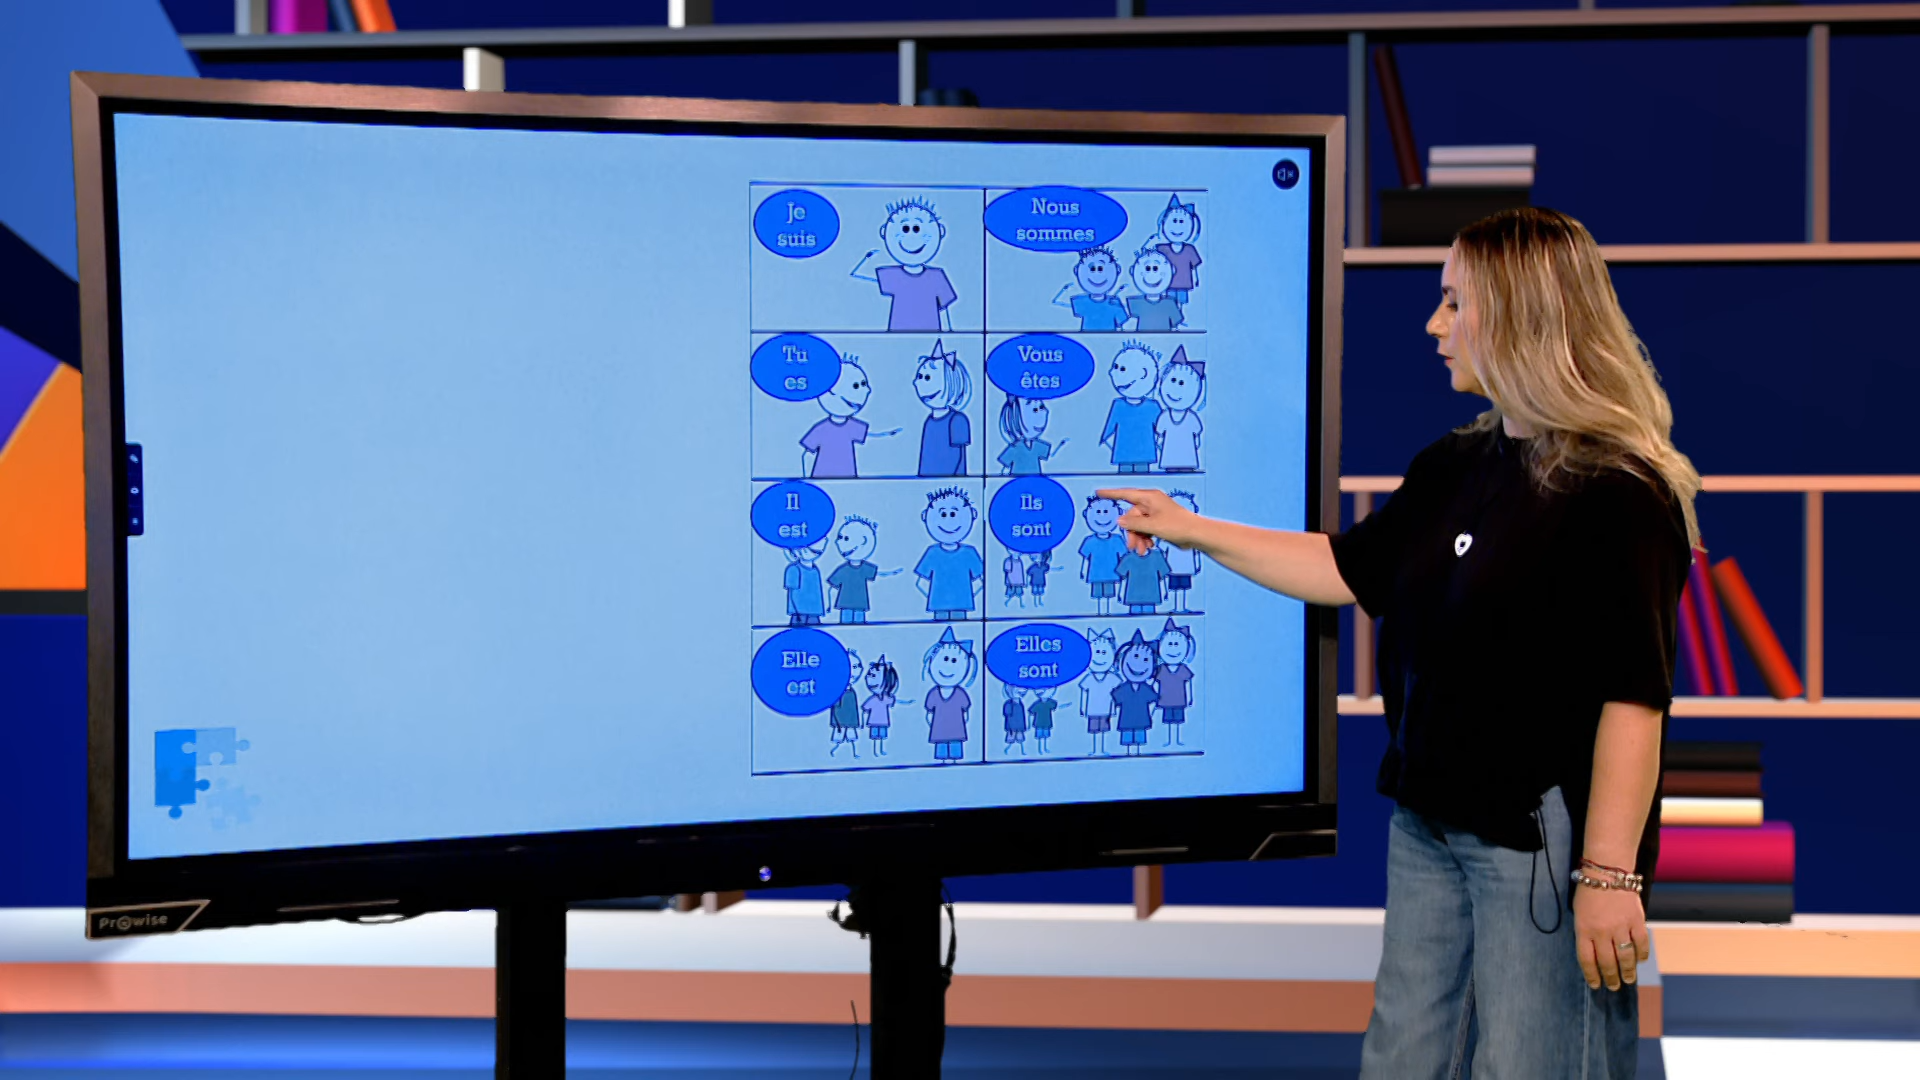 Je
suis
Nous
sommes
Tu
es
Vous
êtes
Il
est
Ils
sont
Elle
est
Elles
sont
Prowise